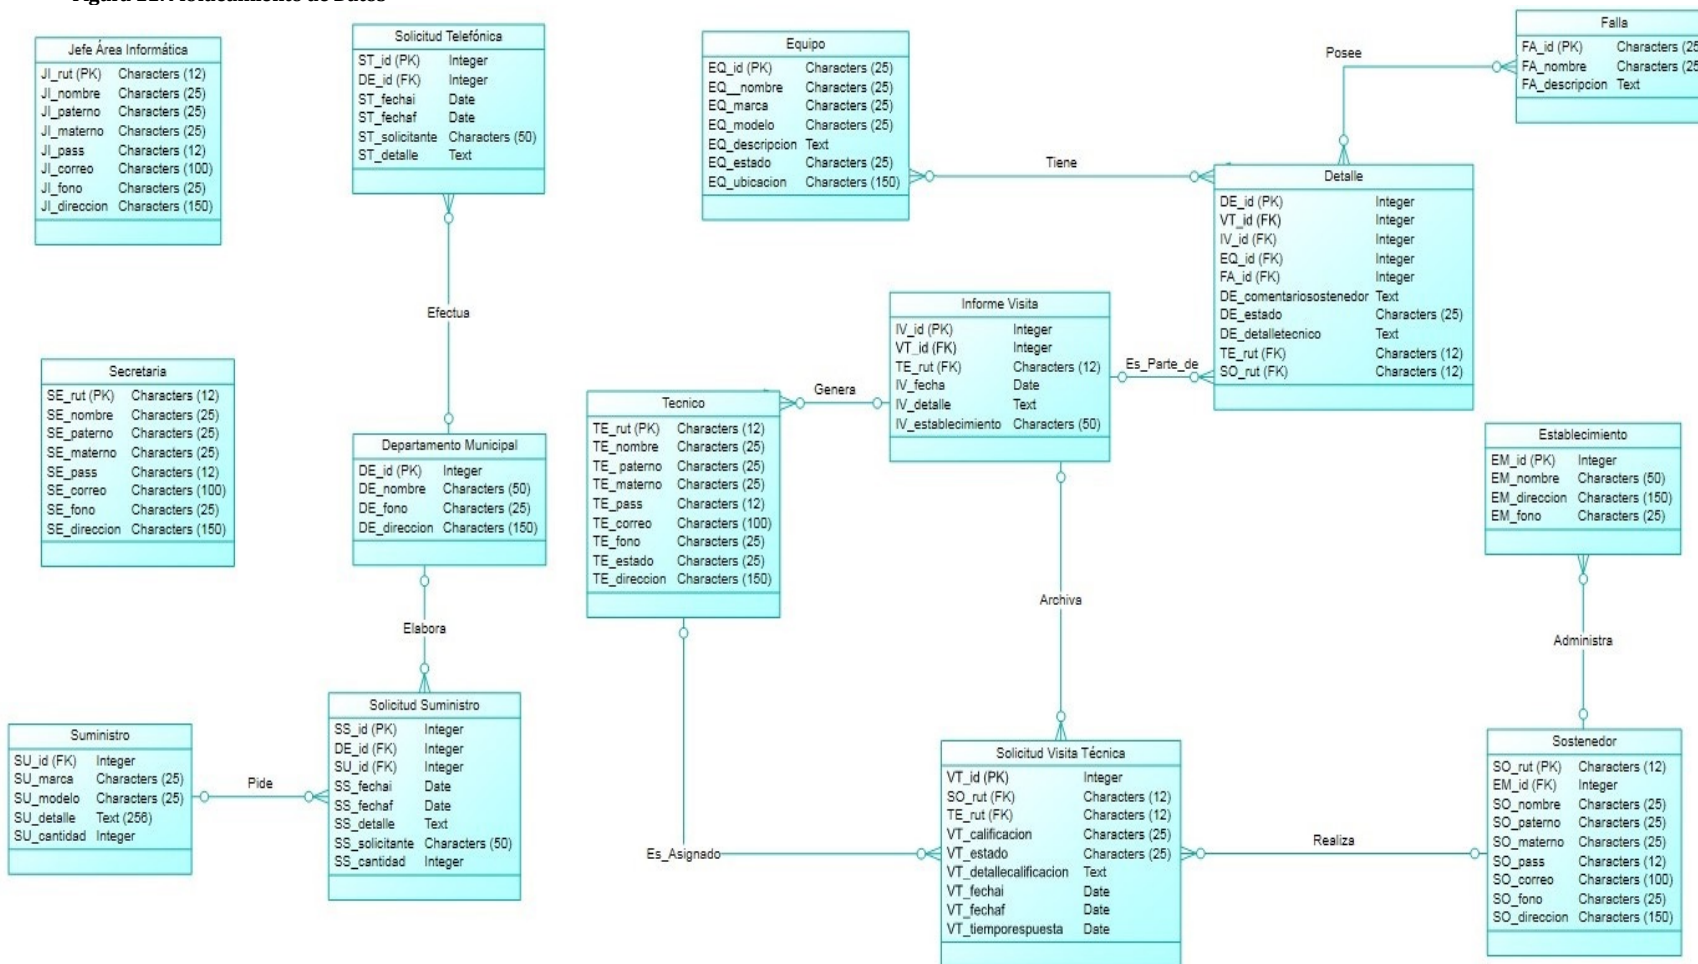 Figura 11. Modelamiento de Datos
Jefe Área Informática
JI_rut (PK) Characters (12)
JI_nombre Characters (25)
JI_paterno Characters (25)
JI_materno Characters (25)
JI_pass Characters (12)
JI_correo Characters (100)
JI_fono Characters (25)
JI_direccion Characters (150)
Solicitud Telefónica
ST_id (PK) Integer
DE_id (FK) Integer
ST_fechai Date
ST_fechaf Date
ST_solicitante Characters (50)
ST_detalle Text
Equipo
EQ_id (PK) Characters (25)
EQ__nombre Characters (25)
EQ_marca Characters (25)
EQ_modelo Characters (25)
EQ_descripcion Text
EQ_estado Characters (25)
EQ_ubicacion Characters (150)
Falla
FA_id (PK) Characters (25
FA_nombre Characters (25
FA_descripcion Text
Posee
Tiene
Detalle
DE_id (PK) Integer
VT_id (FK) Integer
IV_id (FK) Integer
EQ_id (FK) Integer
FA_id (FK) Integer
DE_comentariosostenedor Text
DE_estado Characters (25)
DE_detalletecnico Text
TE_rut (FK) Characters (12)
SO_rut (FK) Characters (12)
Efectua
Informe Visita
IV_id (PK) Integer
VT_id (FK) Integer
TE_rut (FK) Characters (12)
IV_fecha Date
IV_detalle Text
IV_establecimiento Characters (50)
Es_Parte_de
Genera
Secretaria
SE_rut (PK) Characters (12)
SE_nombre Characters (25)
SE_paterno Characters (25)
SE_materno Characters (25)
SE_pass Characters (12)
SE_correo Characters (100)
SE_fono Characters (25)
SE_direccion Characters (150)
Departamento Municipal
DE_id (PK) Integer
DE_nombre Characters (50)
DE_fono Characters (25)
DE_direccion Characters (150)
Tecnico
TE_rut (PK) Characters (12)
TE_nombre Characters (25)
TE_ paterno Characters (25)
TE_materno Characters (25)
TE_pass Characters (12)
TE_correo Characters (100)
TE_fono Characters (25)
TE_estado Characters (25)
TE_direccion Characters (150)
Establecimiento
EM_id (PK) Integer
EM_nombre Characters (50)
EM_direccion Characters (150)
EM_fono Characters (25)
Elabora
Archiva
Administra
Suministro
SU_id (FK) Integer
SU_marca Characters (25)
SU_modelo Characters (25)
SU_detalle Text (256)
SU_cantidad Integer
Pide
Solicitud Suministro
SS_id (PK) Integer
DE_id (FK) Integer
SU_id (FK) Integer
SS_fechai Date
SS_fechaf Date
SS_detalle Text
SS_solicitante Characters (50)
SS_cantidad Integer
Es_Asignado
Solicitud Visita Técnica
VT_id (PK) Integer
SO_rut (FK) Characters (12)
TE_rut (FK) Characters (12)
VT_calificacion Characters (25)
VT_estado Characters (25)
VT_detallecalificacion Text
VT_fechai Date
VT_fechaf Date
VT_tiemporespuesta Date
Realiza
Sostenedor
SO_rut (PK) Characters (12)
EM_id (FK) Integer
SO_nombre Characters (25)
SO_paterno Characters (25)
SO_materno Characters (25)
SO_pass Characters (12)
SO_correo Characters (100)
SO_fono Characters (25)
SO_direccion Characters (150)